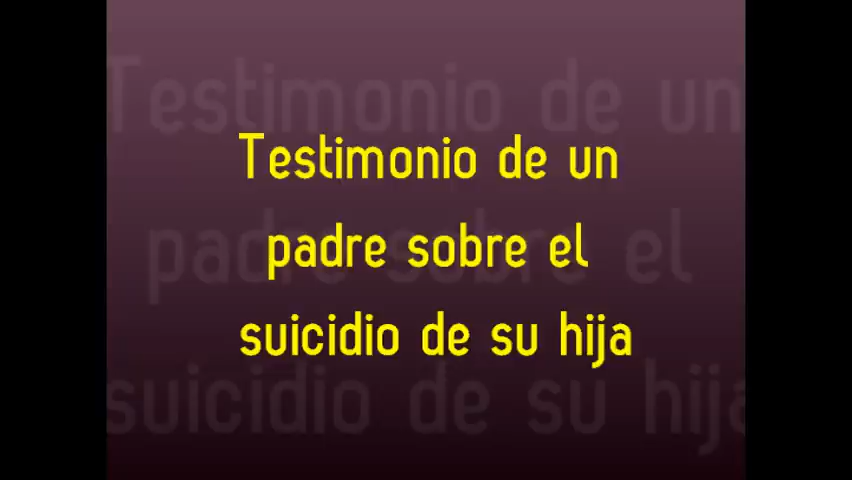 Testimonio de un
padre sobre el
suicidio de su hija